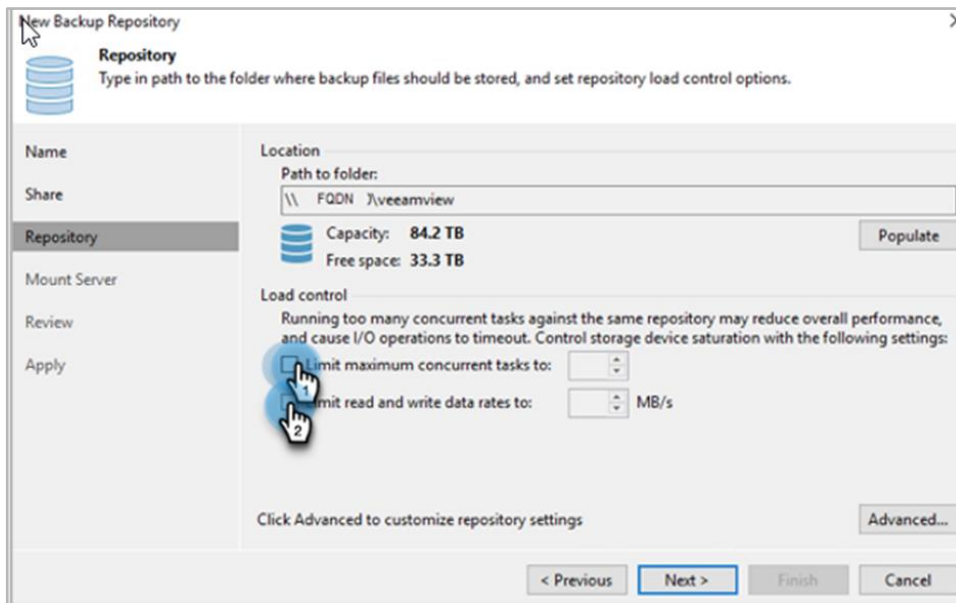 New Backup Repository
Repository
Type in path to the folder where backup files should be stored, and set repository load control options.
Name
Share
Repository
Mount Server
Review
Apply
Location
Path to folder:
\\ FQDN )\veeamview
Capacity: 84.2 TB
Populate
Free space: 33.3 TB
Load control
Running too many concurrent tasks against the same repository may reduce overall performance,
and cause I/O operations to timeout. Control storage device saturation with the following settings:
Limit maximum concurrent tasks to:
1
Limit read and write data rates to: MB/s
2
Click Advanced to customize repository settings
Advanced...
< Previous
Next >
Finish
Cancel